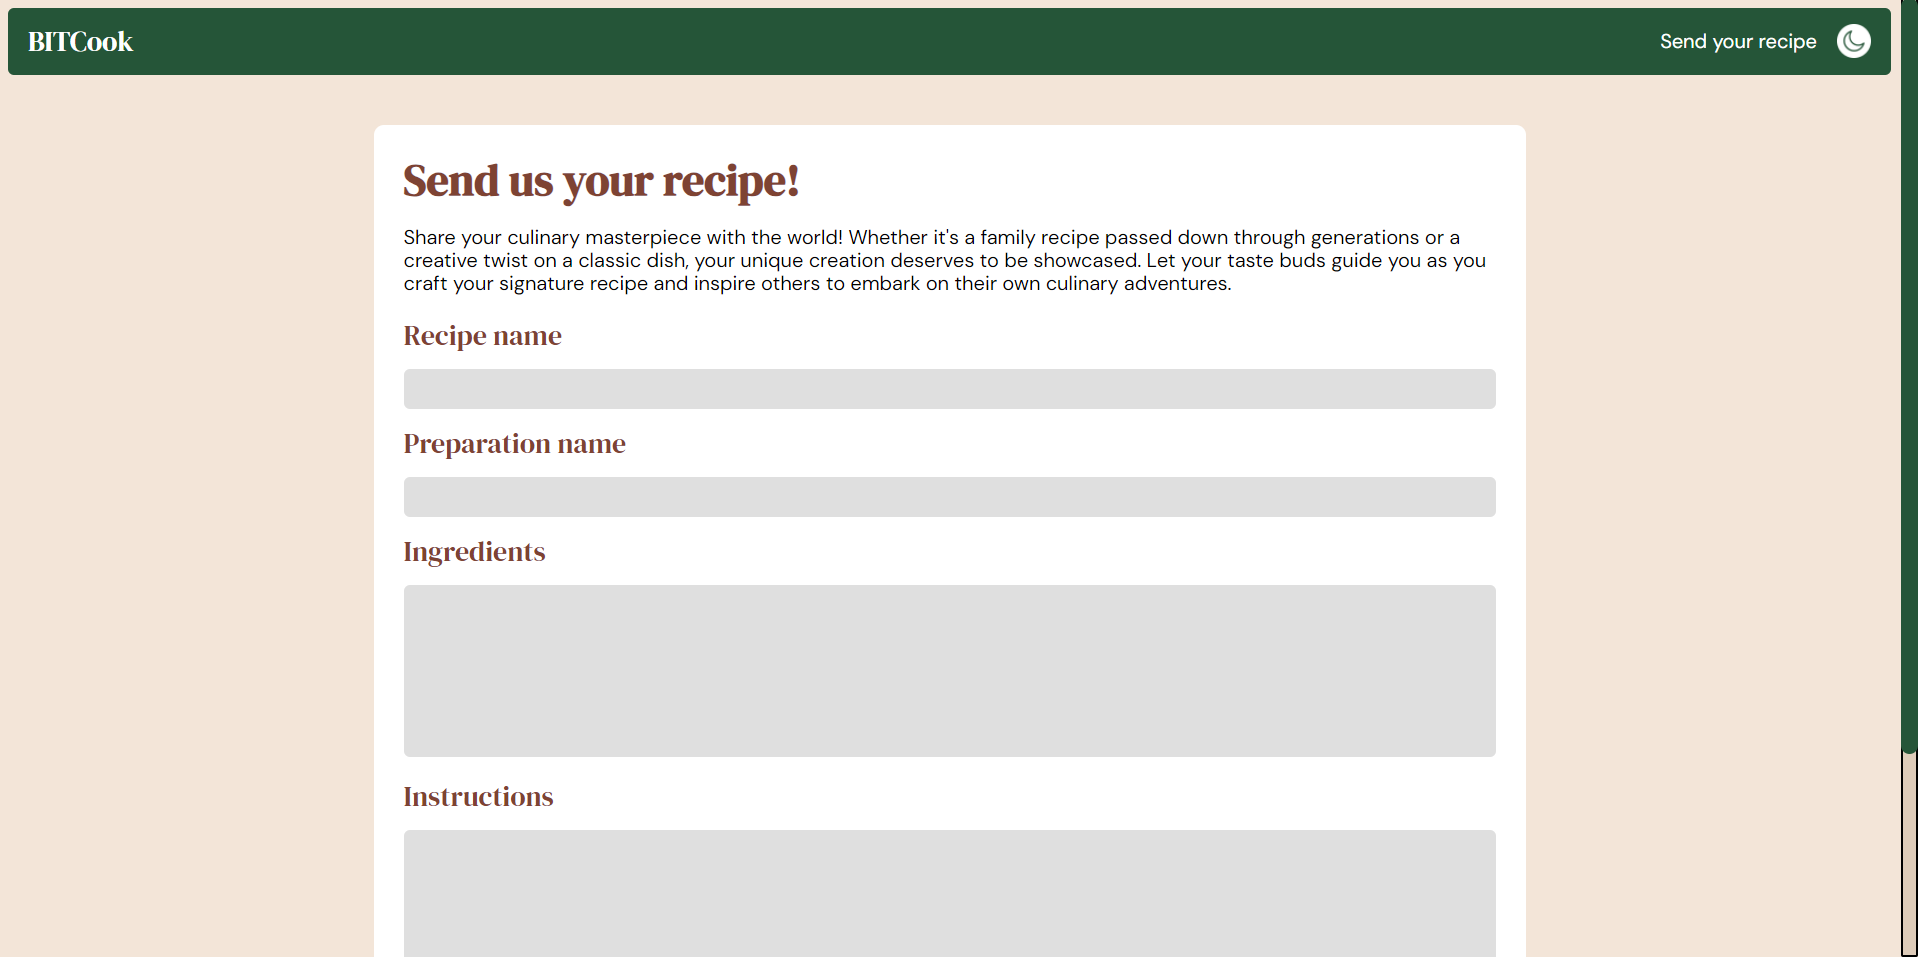 BITCook
Send your recipe
Send us your recipe!
Share your culinary masterpiece with the world! Whether it's a family recipe passed down through generations or a
creative twist on a classic dish, your unique creation deserves to be showcased. Let your taste buds guide you as you
craft your signature recipe and inspire others to embark on their own culinary adventures.
Recipe name
Preparation name
Ingredients
Instructions